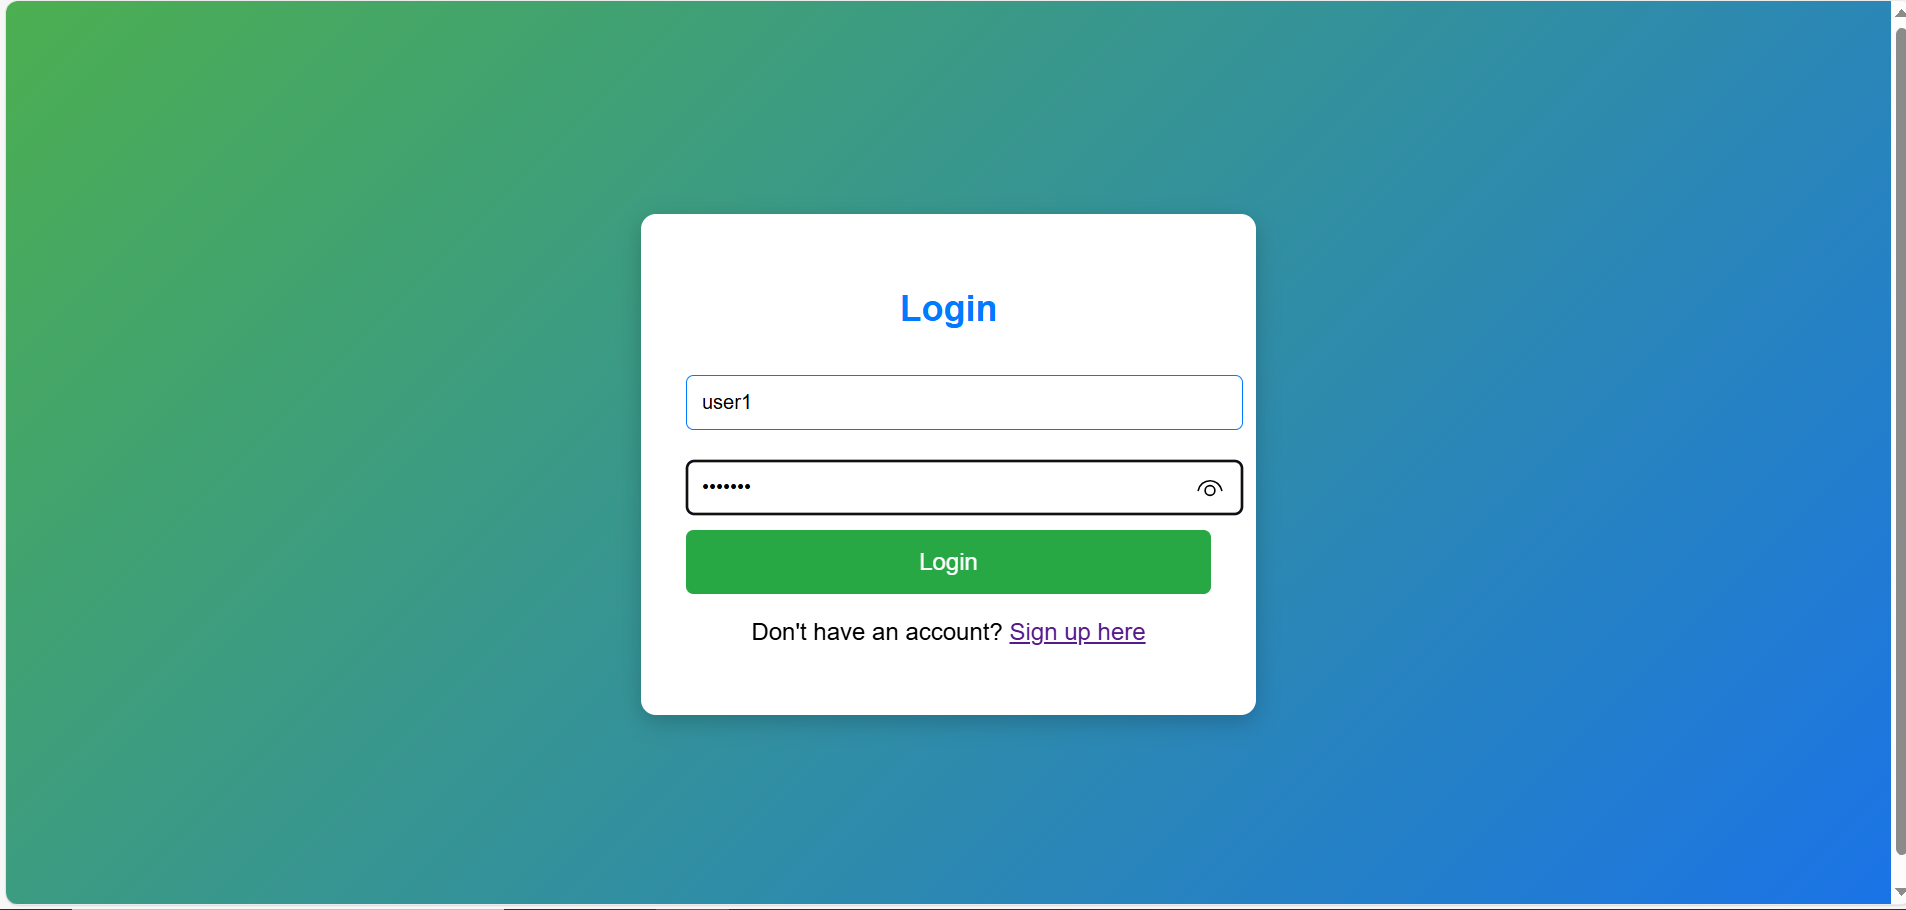 Login
user1
•••••••
Login
Don't have an account? Sign up here